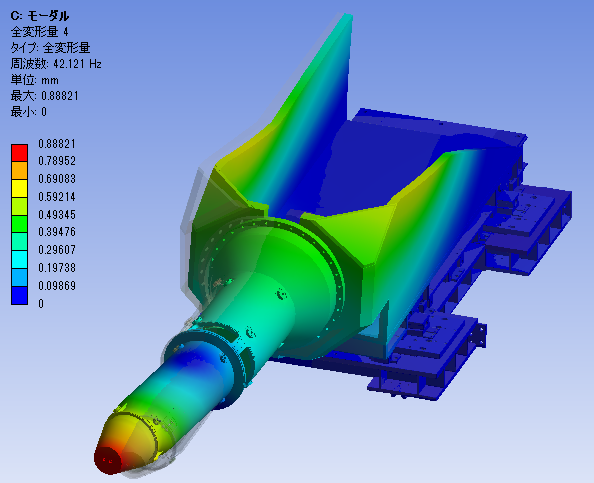 C: モーダル
全変形量 4
タイプ: 全変形量
周波数: 42.121 Hz
単位: mm
最大: 0.88821
最小: 0
0.88821
0.78952
0.69083
0.59214
0.49345
0.39476
0.29607
0.19738
0.09869
0